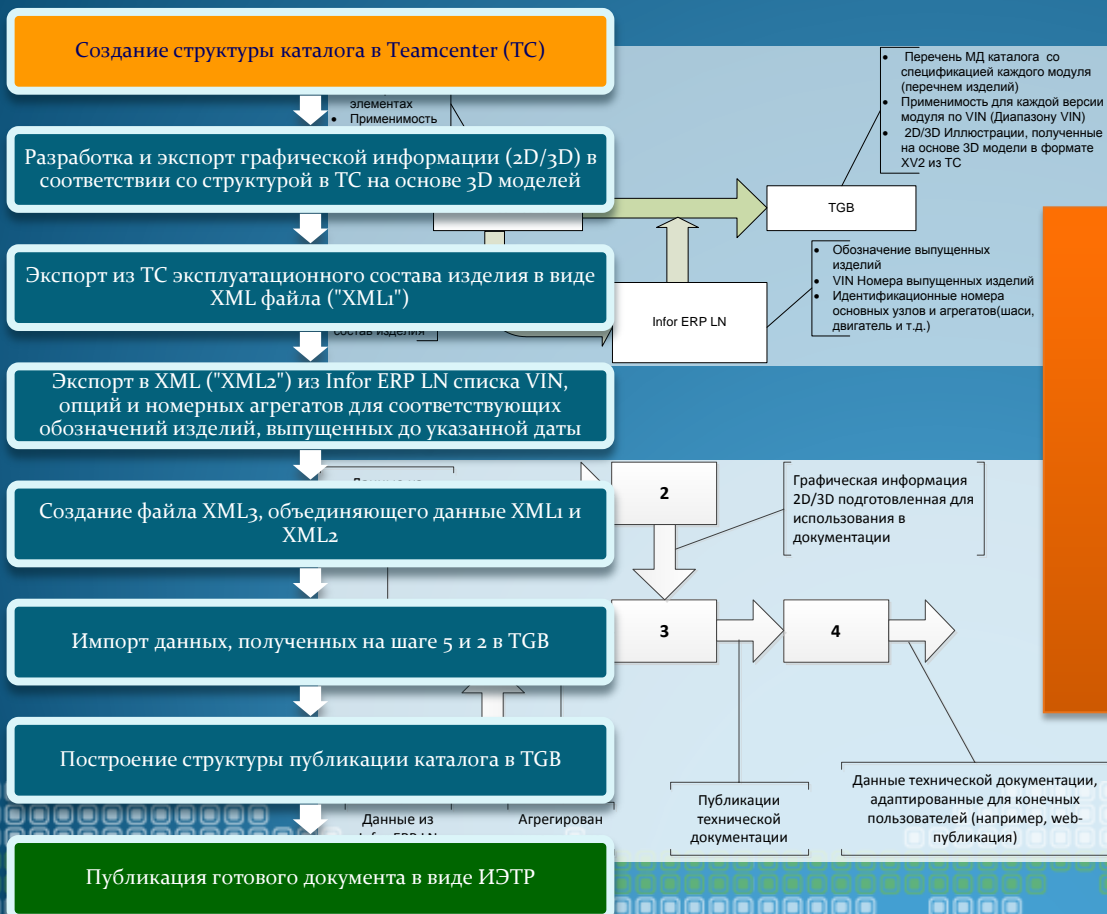 Создание структуры каталога в Teamcenter (TC)
Разработка и экспорт графической информации (2D/3D) в
соответствии со структурой в TC на основе 3D моделей
Экспорт из TC эксплуатационного состава изделия в виде
XML файла ("XML1")
Экспорт в XML ("XML2") из Infor ERP LN списка VIN,
опций и номерных агрегатов для соответствующих
обозначений изделий, выпущенных до указанной даты
Создание файла XML3, объединяющего данные XML1 и
XML2
Импорт данных, полученных на шаге 5 и 2 в TGB
Построение структуры публикации каталога в TGB
Публикация готового документа в виде ИЭТР
элементах
• Применимость
состав изделия
• Перечень МД каталога со
спецификацией каждого модуля
(перечнем изделий)
• Применимость для каждой версии
модуля по VIN (Диапазону VIN)
• 2D/3D Иллюстрации, полученные
на основе 3D модели в формате
XV2 из ТС
TGB
Infor ERP LN
• Обозначение выпущенных
изделий
• VIN Номера выпущенных изделий
• Идентификационные номера
основных узлов и агрегатов(шаси,
двигатель и т.д.)
2
Графическая информация
2D/3D подготовленная для
использования в
документации
3
4
Данные из
Агрегирован
Публикации
технической
документации
Данные технической документации,
адаптированные для конечных
пользователей (например, web-
публикация)